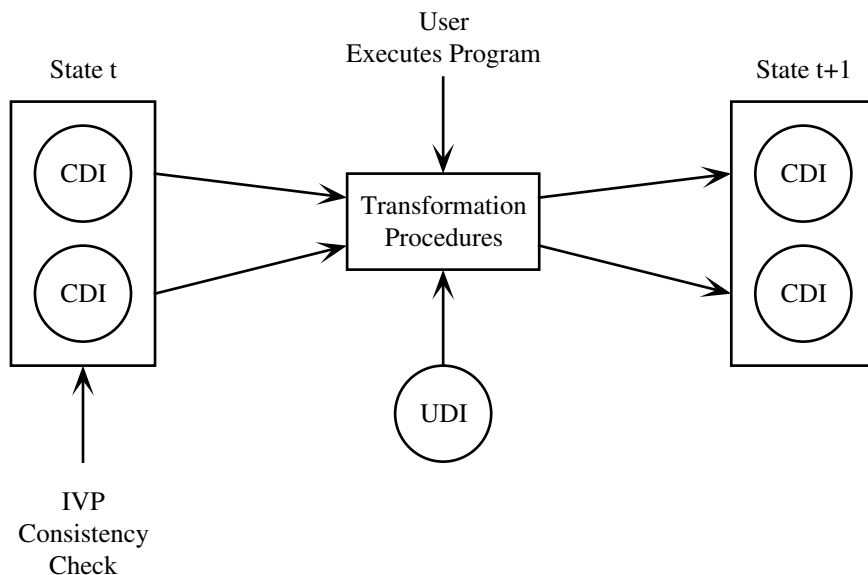 User
Executes Program
State t
State t+1
CDI
CDI
Transformation
Procedures
CDI
CDI
UDI
IVP
Consistency
Check